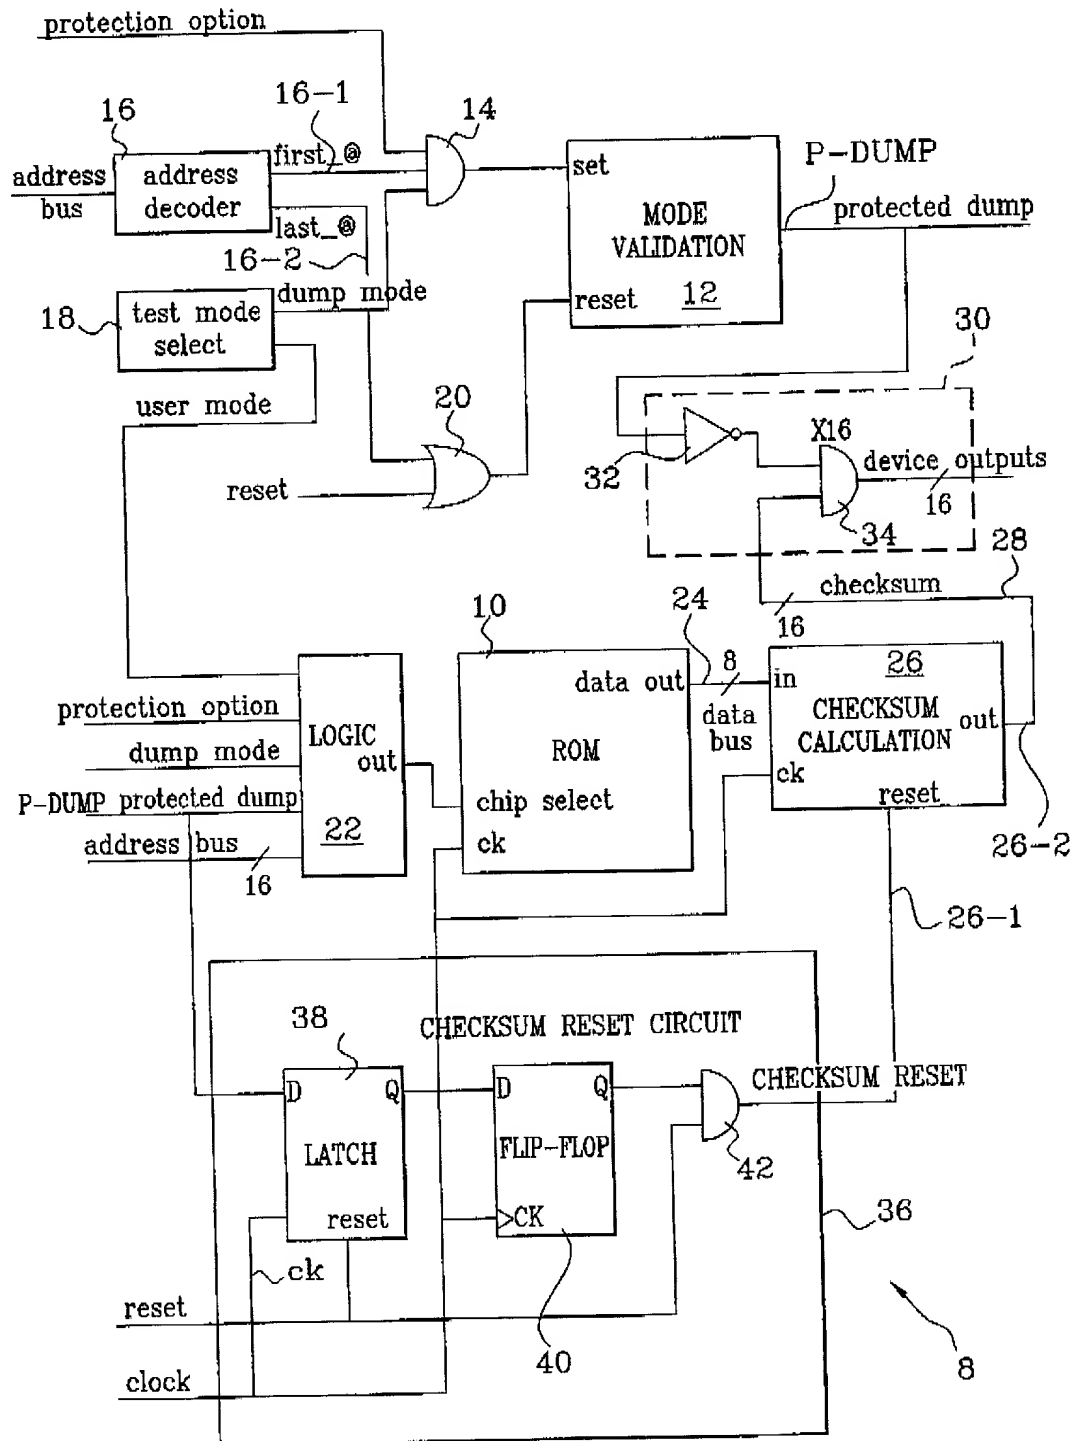 protection option
16
16-1
14
first_@
address
bus
address
decoder
last_@
16-2
dump mode
set
MODE
VALIDATION
12
reset
P-DUMP
protected dump
18
test mode
select
user mode
20
reset
30
32
X16
34
device outputs
16
28
checksum
16
10
24
8
data out
data
bus
ROM
chip select
ck
26
in
CHECKSUM
CALCULATION
out
ck
reset
26-2
26-1
protection option
dump mode
P-DUMP protected dump
address bus
16
LOGIC
out
22
CHECKSUM RESET CIRCUIT
38
D
Q
LATCH
reset
D
Q
FLIP-FLOP
CK
CHECKSUM RESET
42
36
ck
reset
40
clock
8